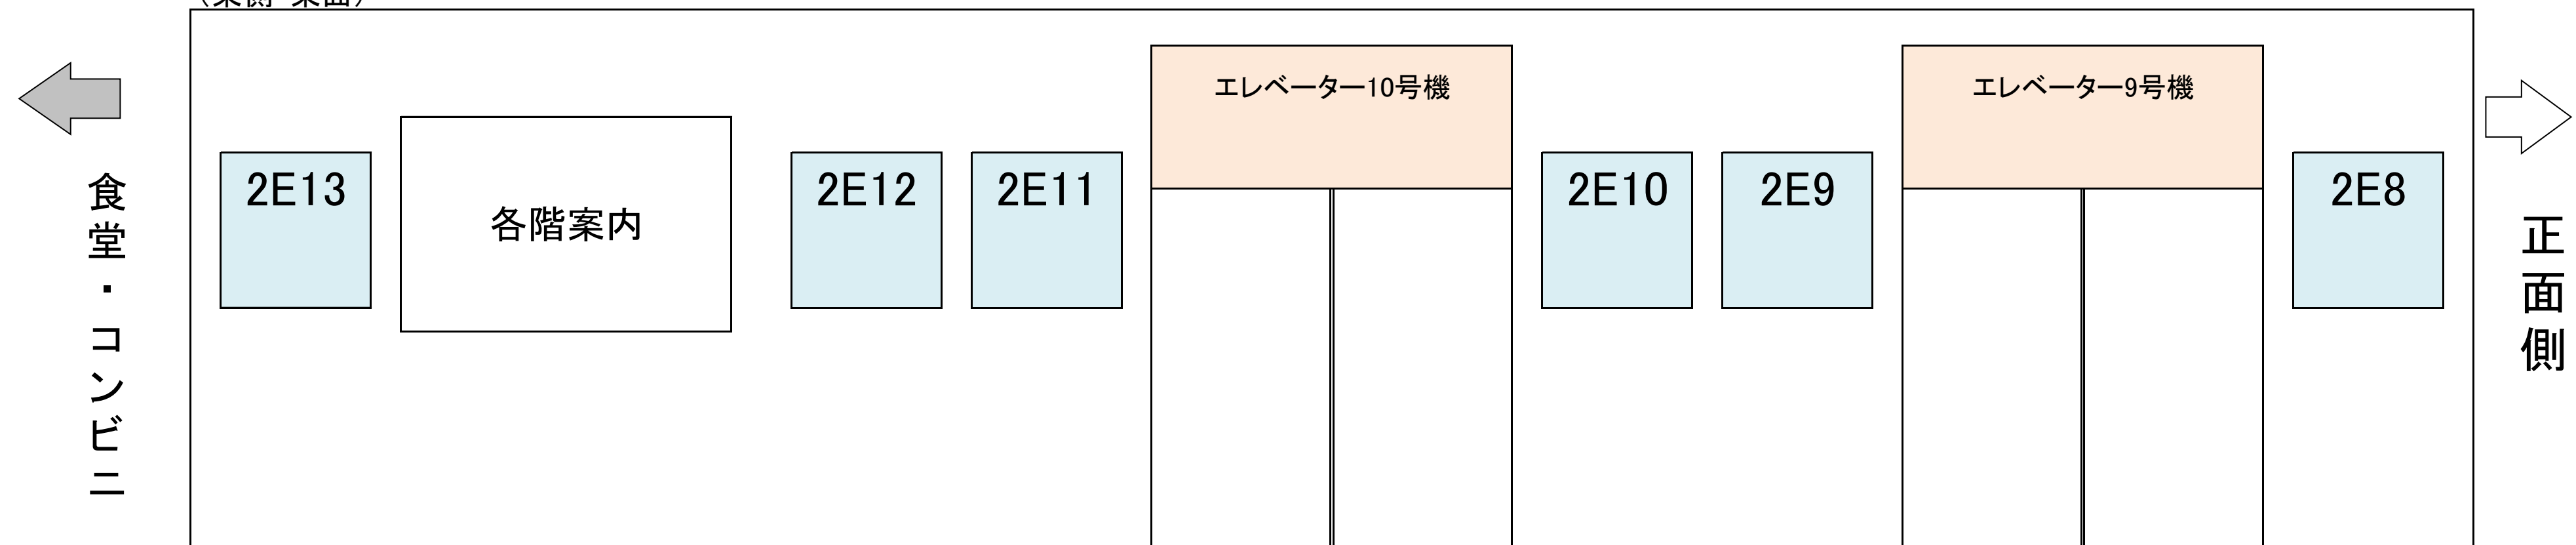 エレベーター10号機
エレベーター9号機
2E13
各階案内
2E12
2E11
2E10
2E9
2E8
食堂・コンビニ
正面側